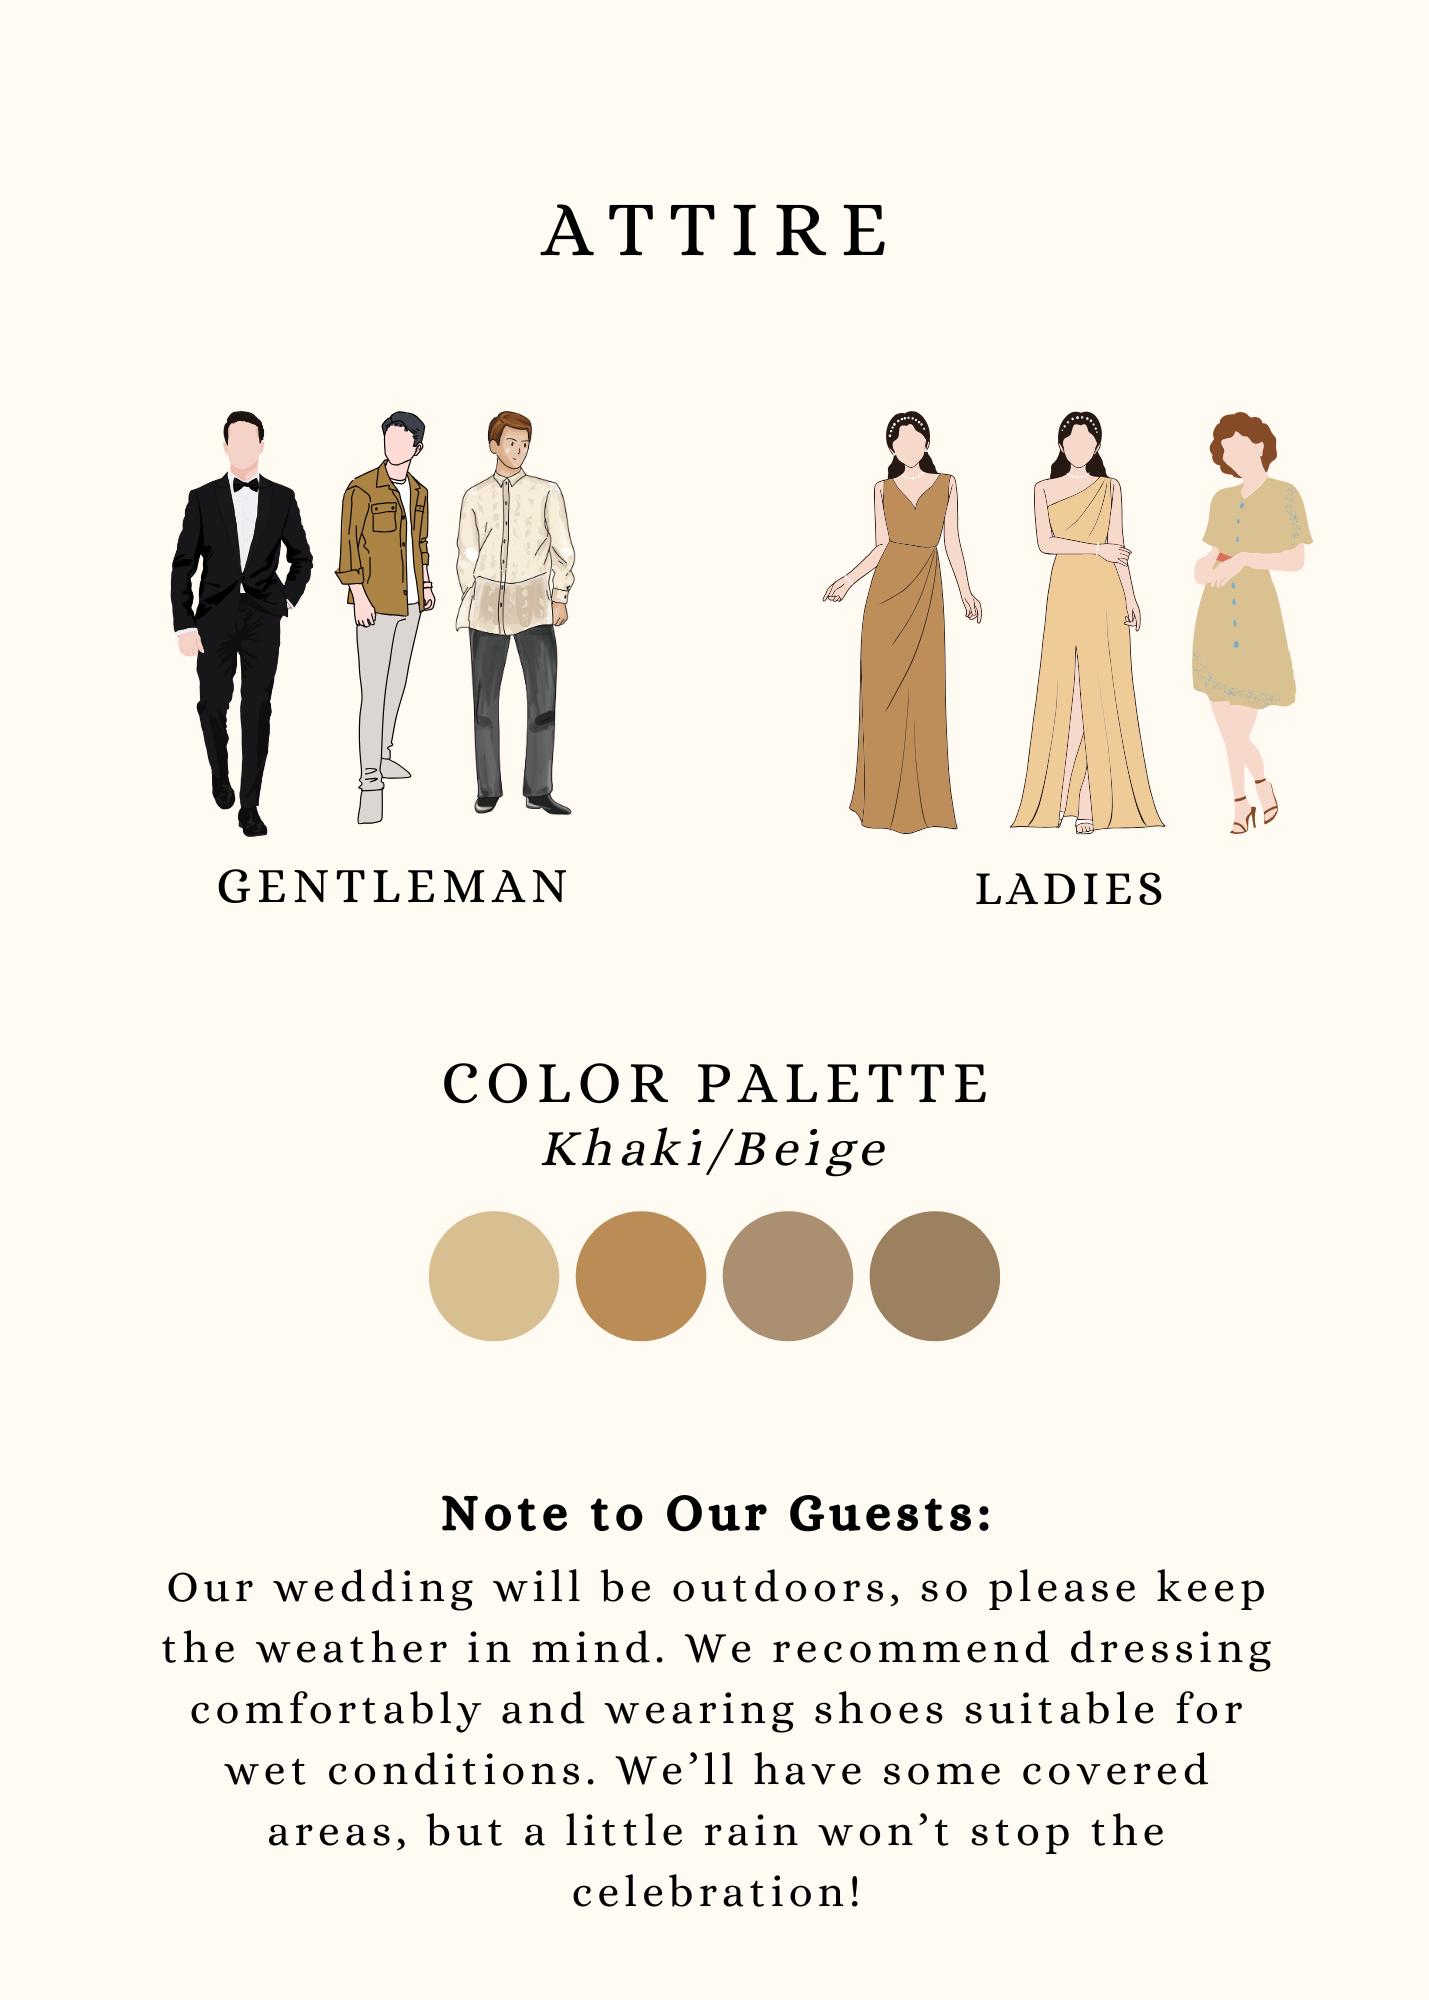 ATTIRE
GENTLEMAN
LADIES
COLOR PALETTE
Khaki/Beige
Note to Our Guests:
Our wedding will be outdoors, so please keep
the weather in mind. We recommend dressing
comfortably and wearing shoes suitable for
wet conditions. We’ll have some covered
areas, but a little rain won’t stop the
celebration!